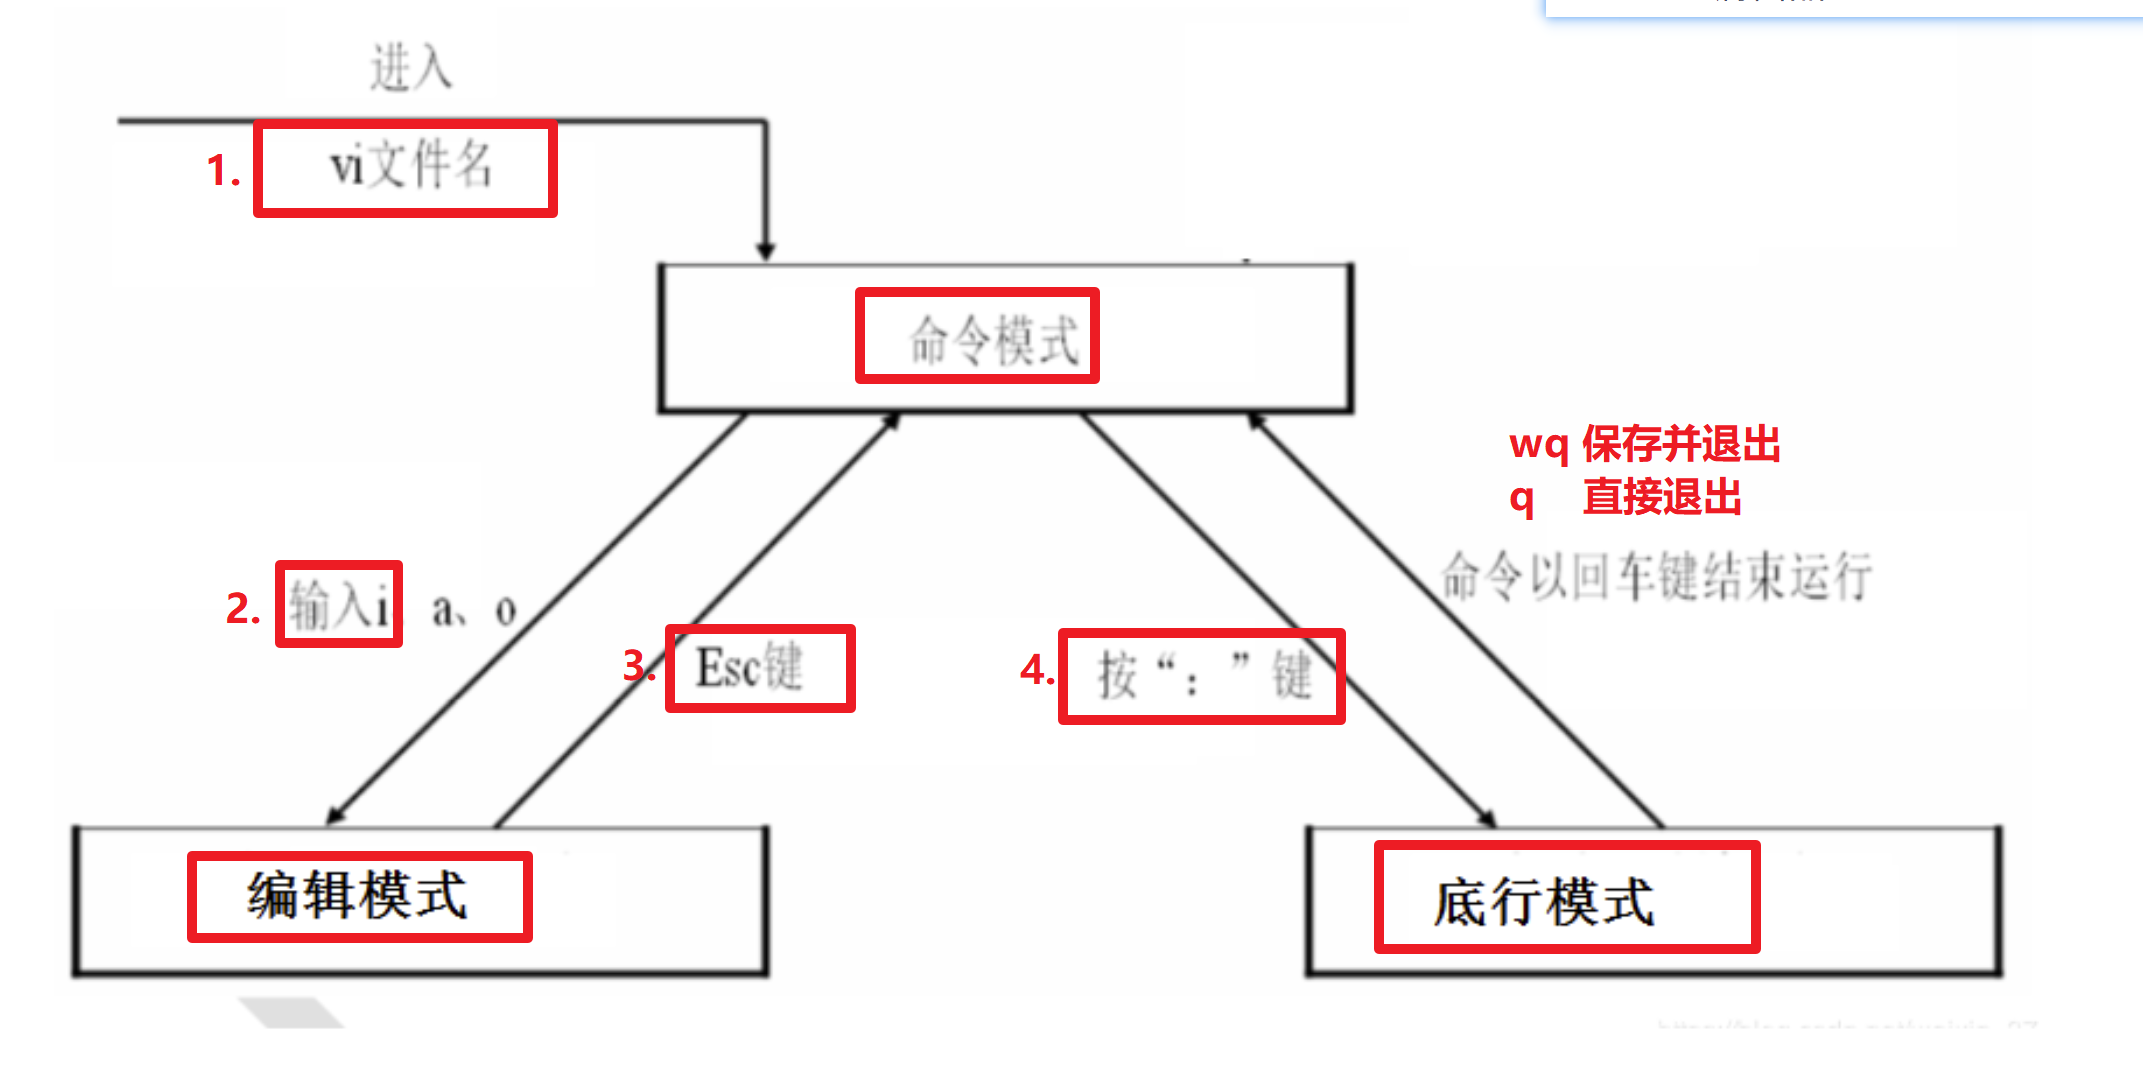 进入
1. vi文件名
命令模式
wq 保存并退出
q 直接退出
命令以回车键结束运行
2. 输入i、a、o
3. Esc键
4. 按“：”键
编辑模式
底行模式